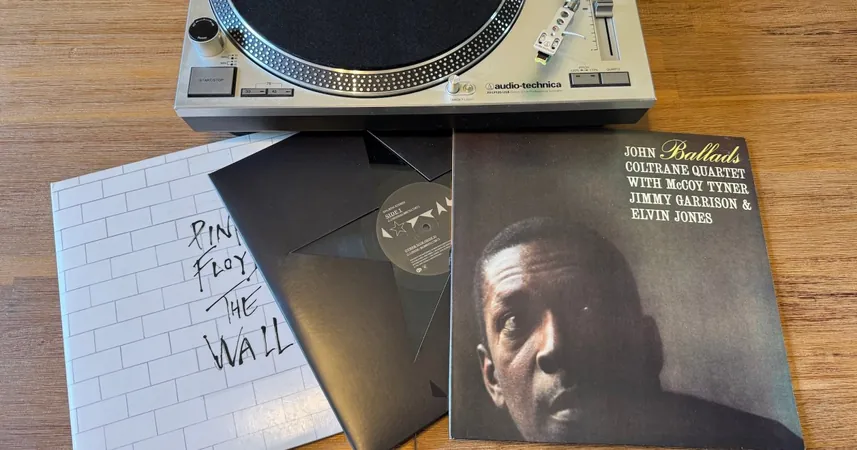 audio-technica
PINK
FLOYD
THE
WALL
SIDE 1
JOHN Ballads
COLTRANE QUARTET
WITH McCOY TYNER
JIMMY GARRISON &
ELVIN JONES